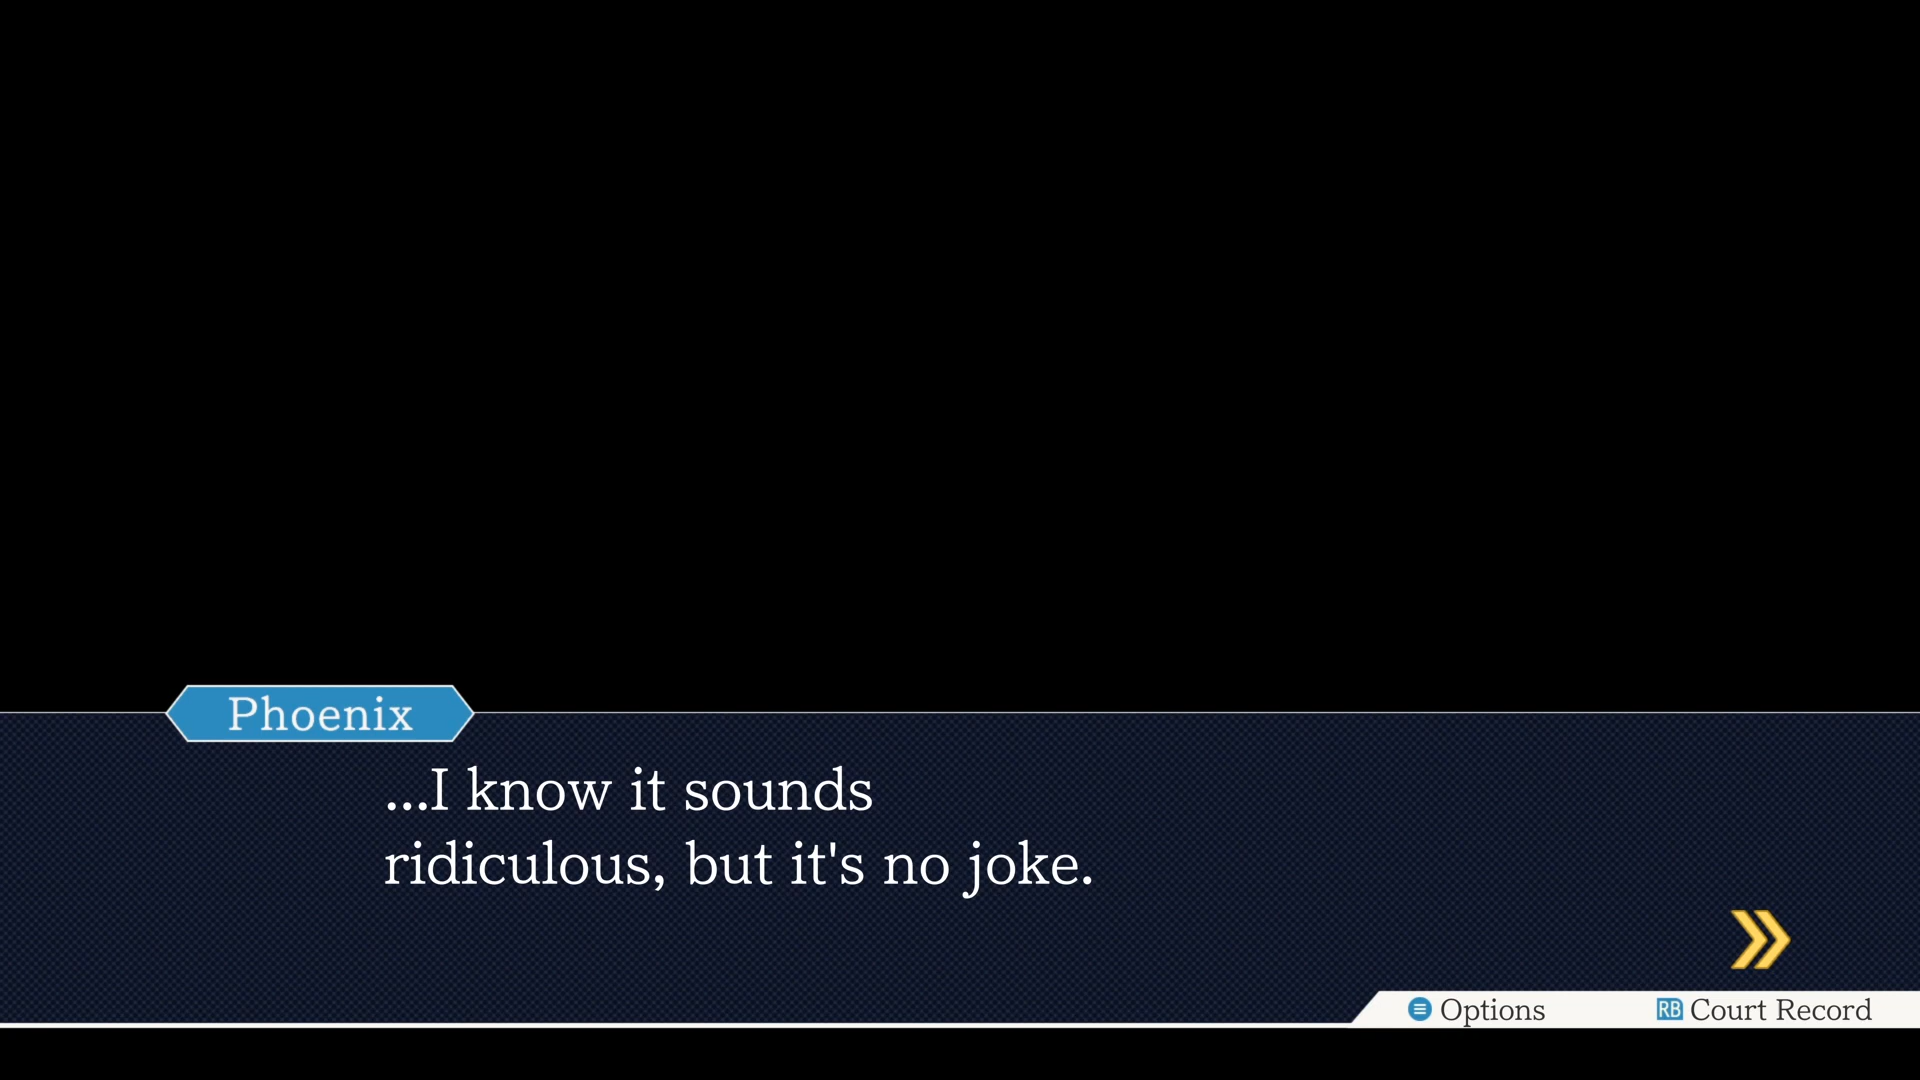 Phoenix
...I know it sounds
ridiculous, but it's no joke.
Options
RB Court Record